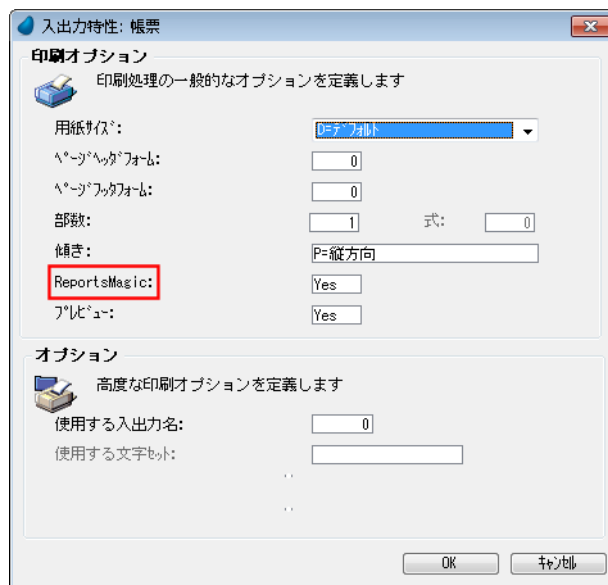 入出力特性: 帳票
印刷オプション
印刷処理の一般的なオプションを定義します
用紙ｻｲｽﾞ: D=ﾃﾞﾌｫﾙﾄ
ﾍﾟｰｼﾞﾍｯﾀﾞﾌｫｰﾑ: 0
ﾍﾟｰｼﾞﾌｯﾀﾌｫｰﾑ: 0
部数: 1 式: 0
傾き: P=縦方向
ReportsMagic: Yes
ﾌﾟﾚﾋﾞｭｰ: Yes
オプション
高度な印刷オプションを定義します
使用する入出力名: 0
使用する文字ｾｯﾄ:
OK ｷｬﾝｾﾙ